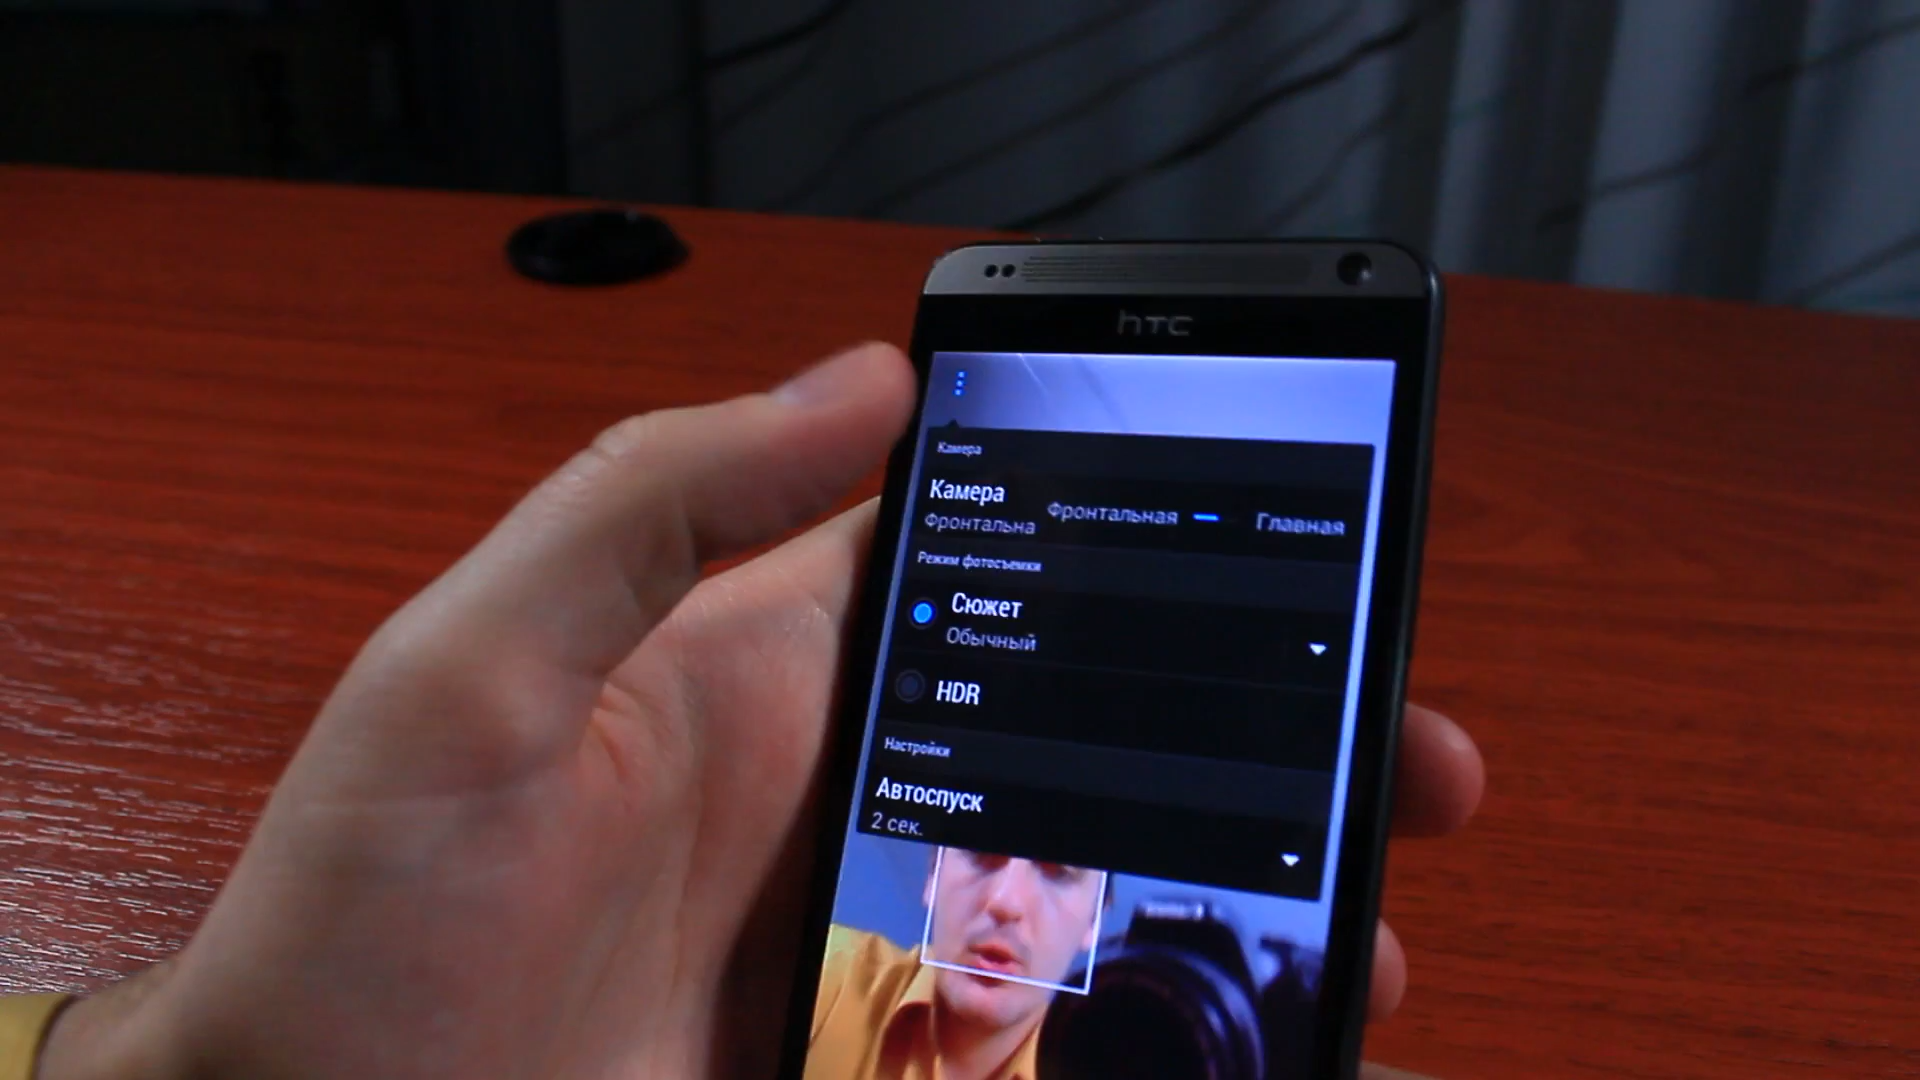 hTC
Камера
Камера
Фронтальна
Фронтальная
Главная
Режим фотосъемки
Сюжет
Обычный
HDR
Настройки
Автоспуск
2 сек.